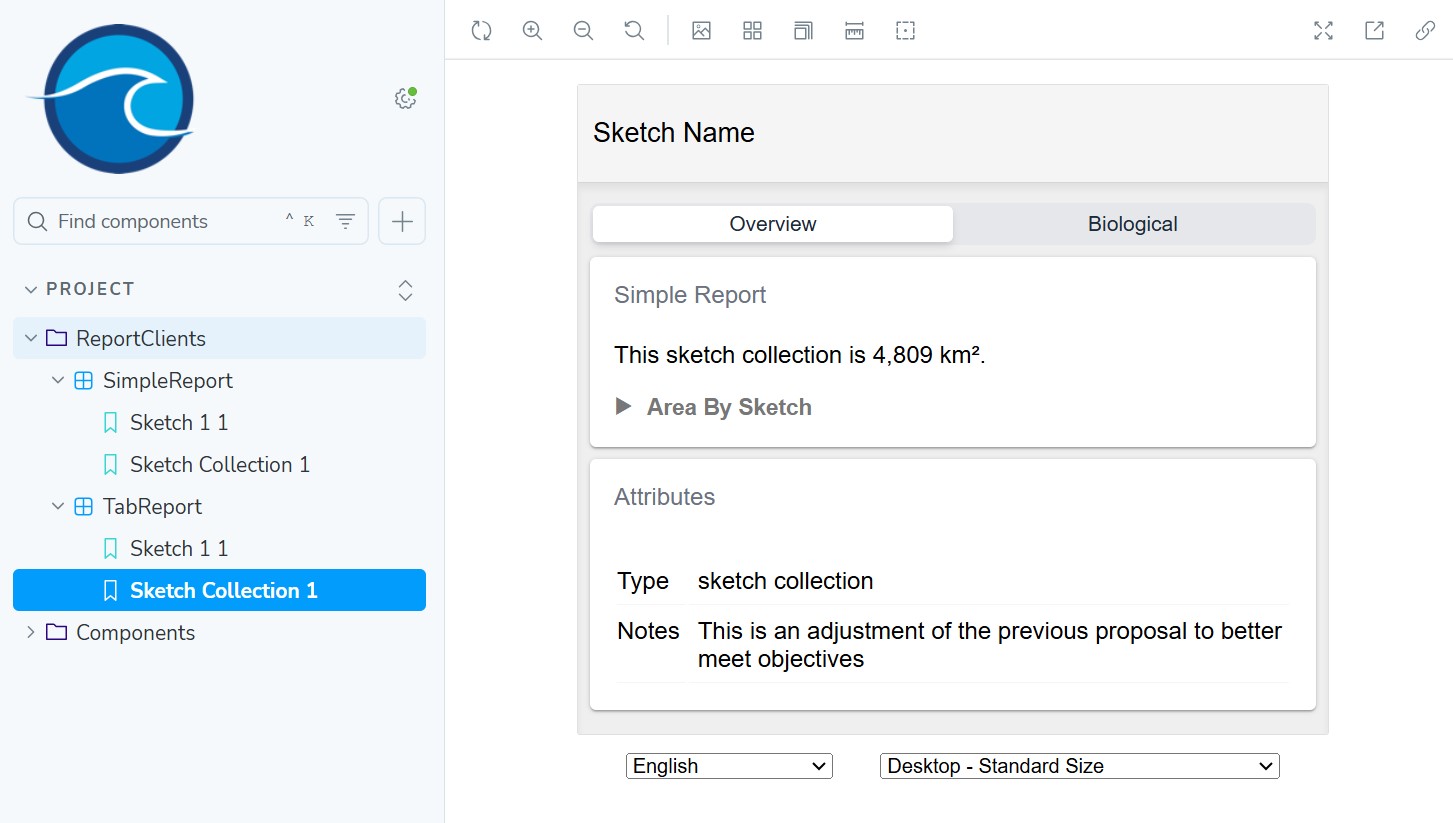 Find components ^ K
PROJECT
ReportClients
SimpleReport
Sketch 1 1
Sketch Collection 1
TabReport
Sketch 1 1
Sketch Collection 1
Components
Sketch Name
Overview Biological
Simple Report
This sketch collection is 4,809 km².
Area By Sketch
Attributes
Type sketch collection
Notes This is an adjustment of the previous proposal to better
meet objectives
English Desktop - Standard Size